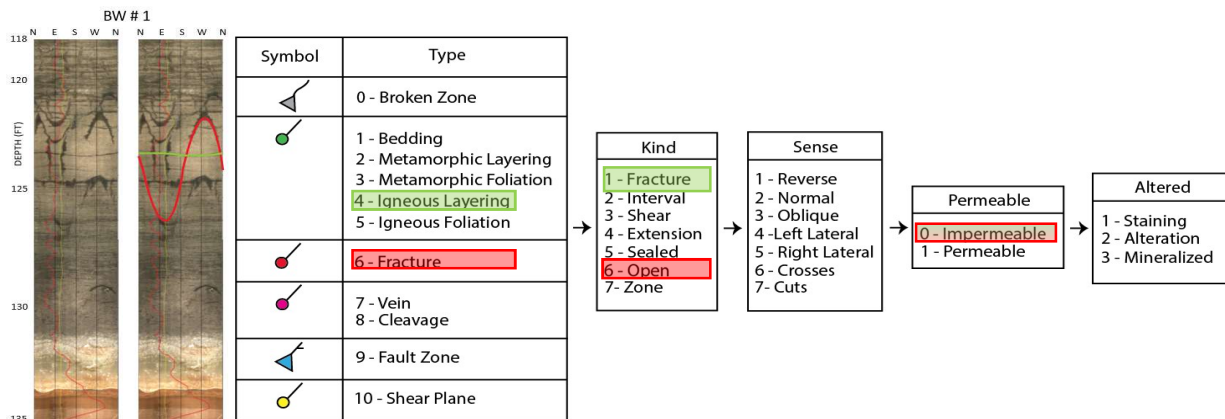 BW # 1
N E S W N N E S W N
118
120
125
130
135
DEPTH (FT)
Symbol Type
0 - Broken Zone
1 - Bedding
2 - Metamorphic Layering
3 - Metamorphic Foliation
4 - Igneous Layering
5 - Igneous Foliation
6 - Fracture
7 - Vein
8 - Cleavage
9 - Fault Zone
10 - Shear Plane
Kind
1 - Fracture
2 - Interval
3 - Shear
4 - Extension
5 - Sealed
6 - Open
7- Zone
Sense
1 - Reverse
2 - Normal
3 - Oblique
4 -Left Lateral
5 - Right Lateral
6 - Crosses
7- Cuts
Permeable
0 - Impermeable
1 - Permeable
Altered
1 - Staining
2 - Alteration
3 - Mineralized